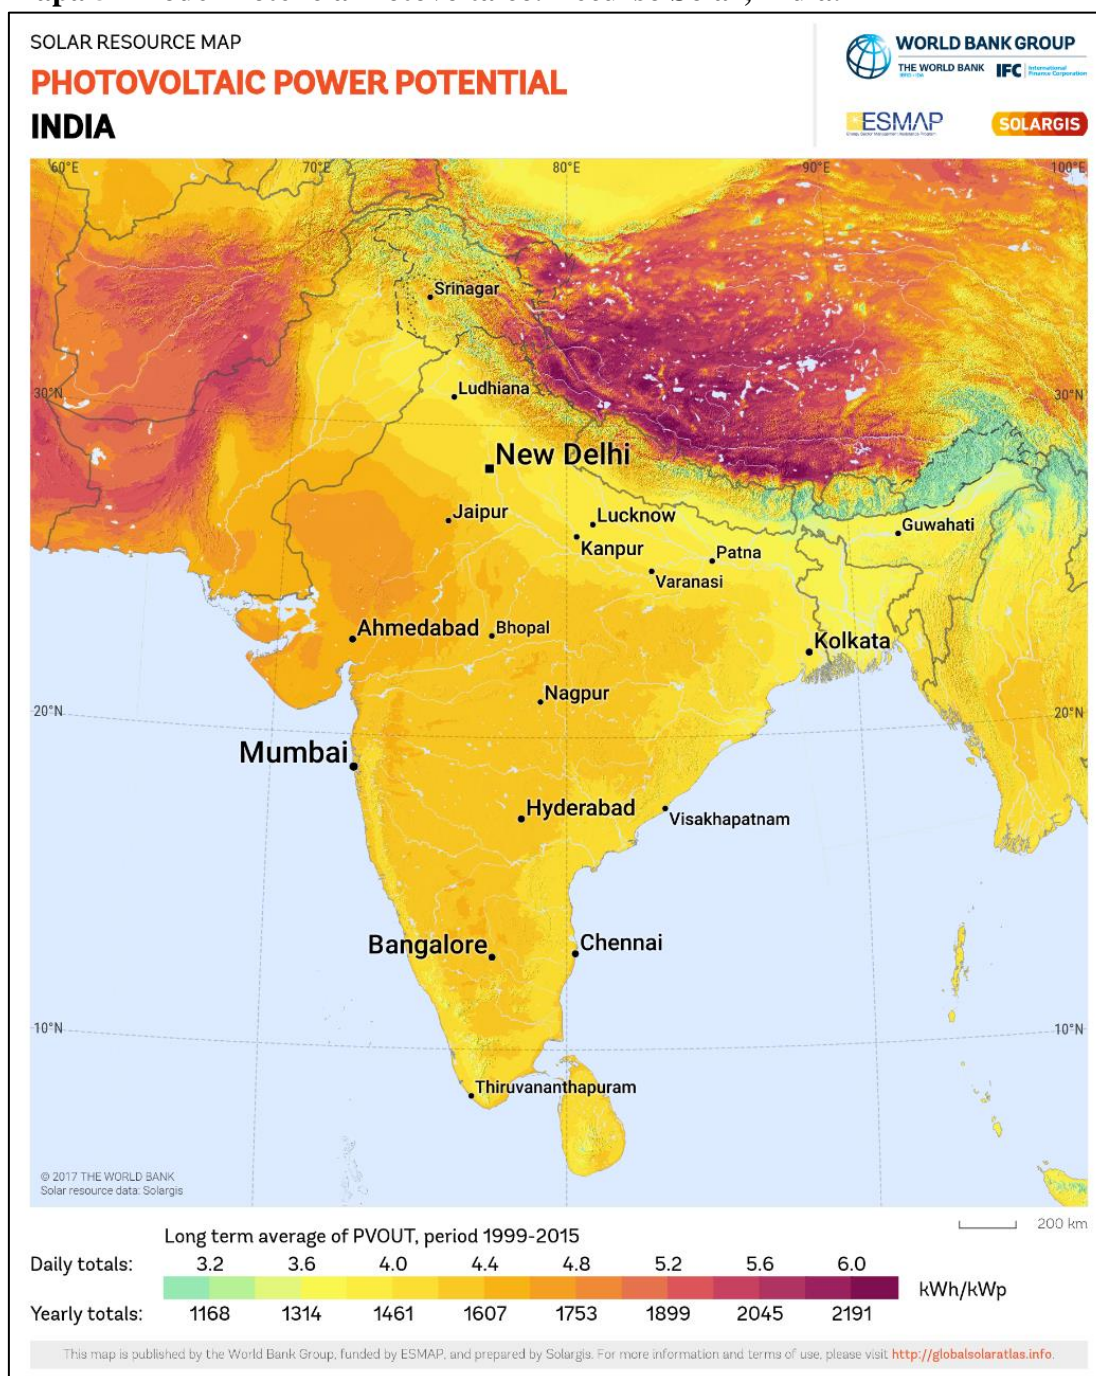 SOLAR RESOURCE MAP
PHOTOVOLTAIC POWER POTENTIAL
INDIA
WORLD BANK GROUP
THE WORLD BANK
IFC
International
Finance Corporation
ESMAP
SOLARGIS
60°E 70°E 80°E 90°E 100°E
Srinagar
30°N 30°N
Ludhiana
New Delhi
Jaipur
Lucknow
Guwahati
Kanpur
Patna
Varanasi
Ahmedabad
Bhopal
Kolkata
Nagpur
20°N 20°N
Mumbai
Hyderabad
Visakhapatnam
Bangalore
Chennai
10°N 10°N
Thiruvananthapuram
© 2017 THE WORLD BANK
Solar resource data: Solargis
200 km
Long term average of PVOUT, period 1999-2015
Daily totals: 3.2 3.6 4.0 4.4 4.8 5.2 5.6 6.0
kWh/kWp
Yearly totals: 1168 1314 1461 1607 1753 1899 2045 2191
This map is published by the World Bank Group, funded by ESMAP, and prepared by Solargis. For more information and terms of use, please visit http://globalsolaratlas.info.